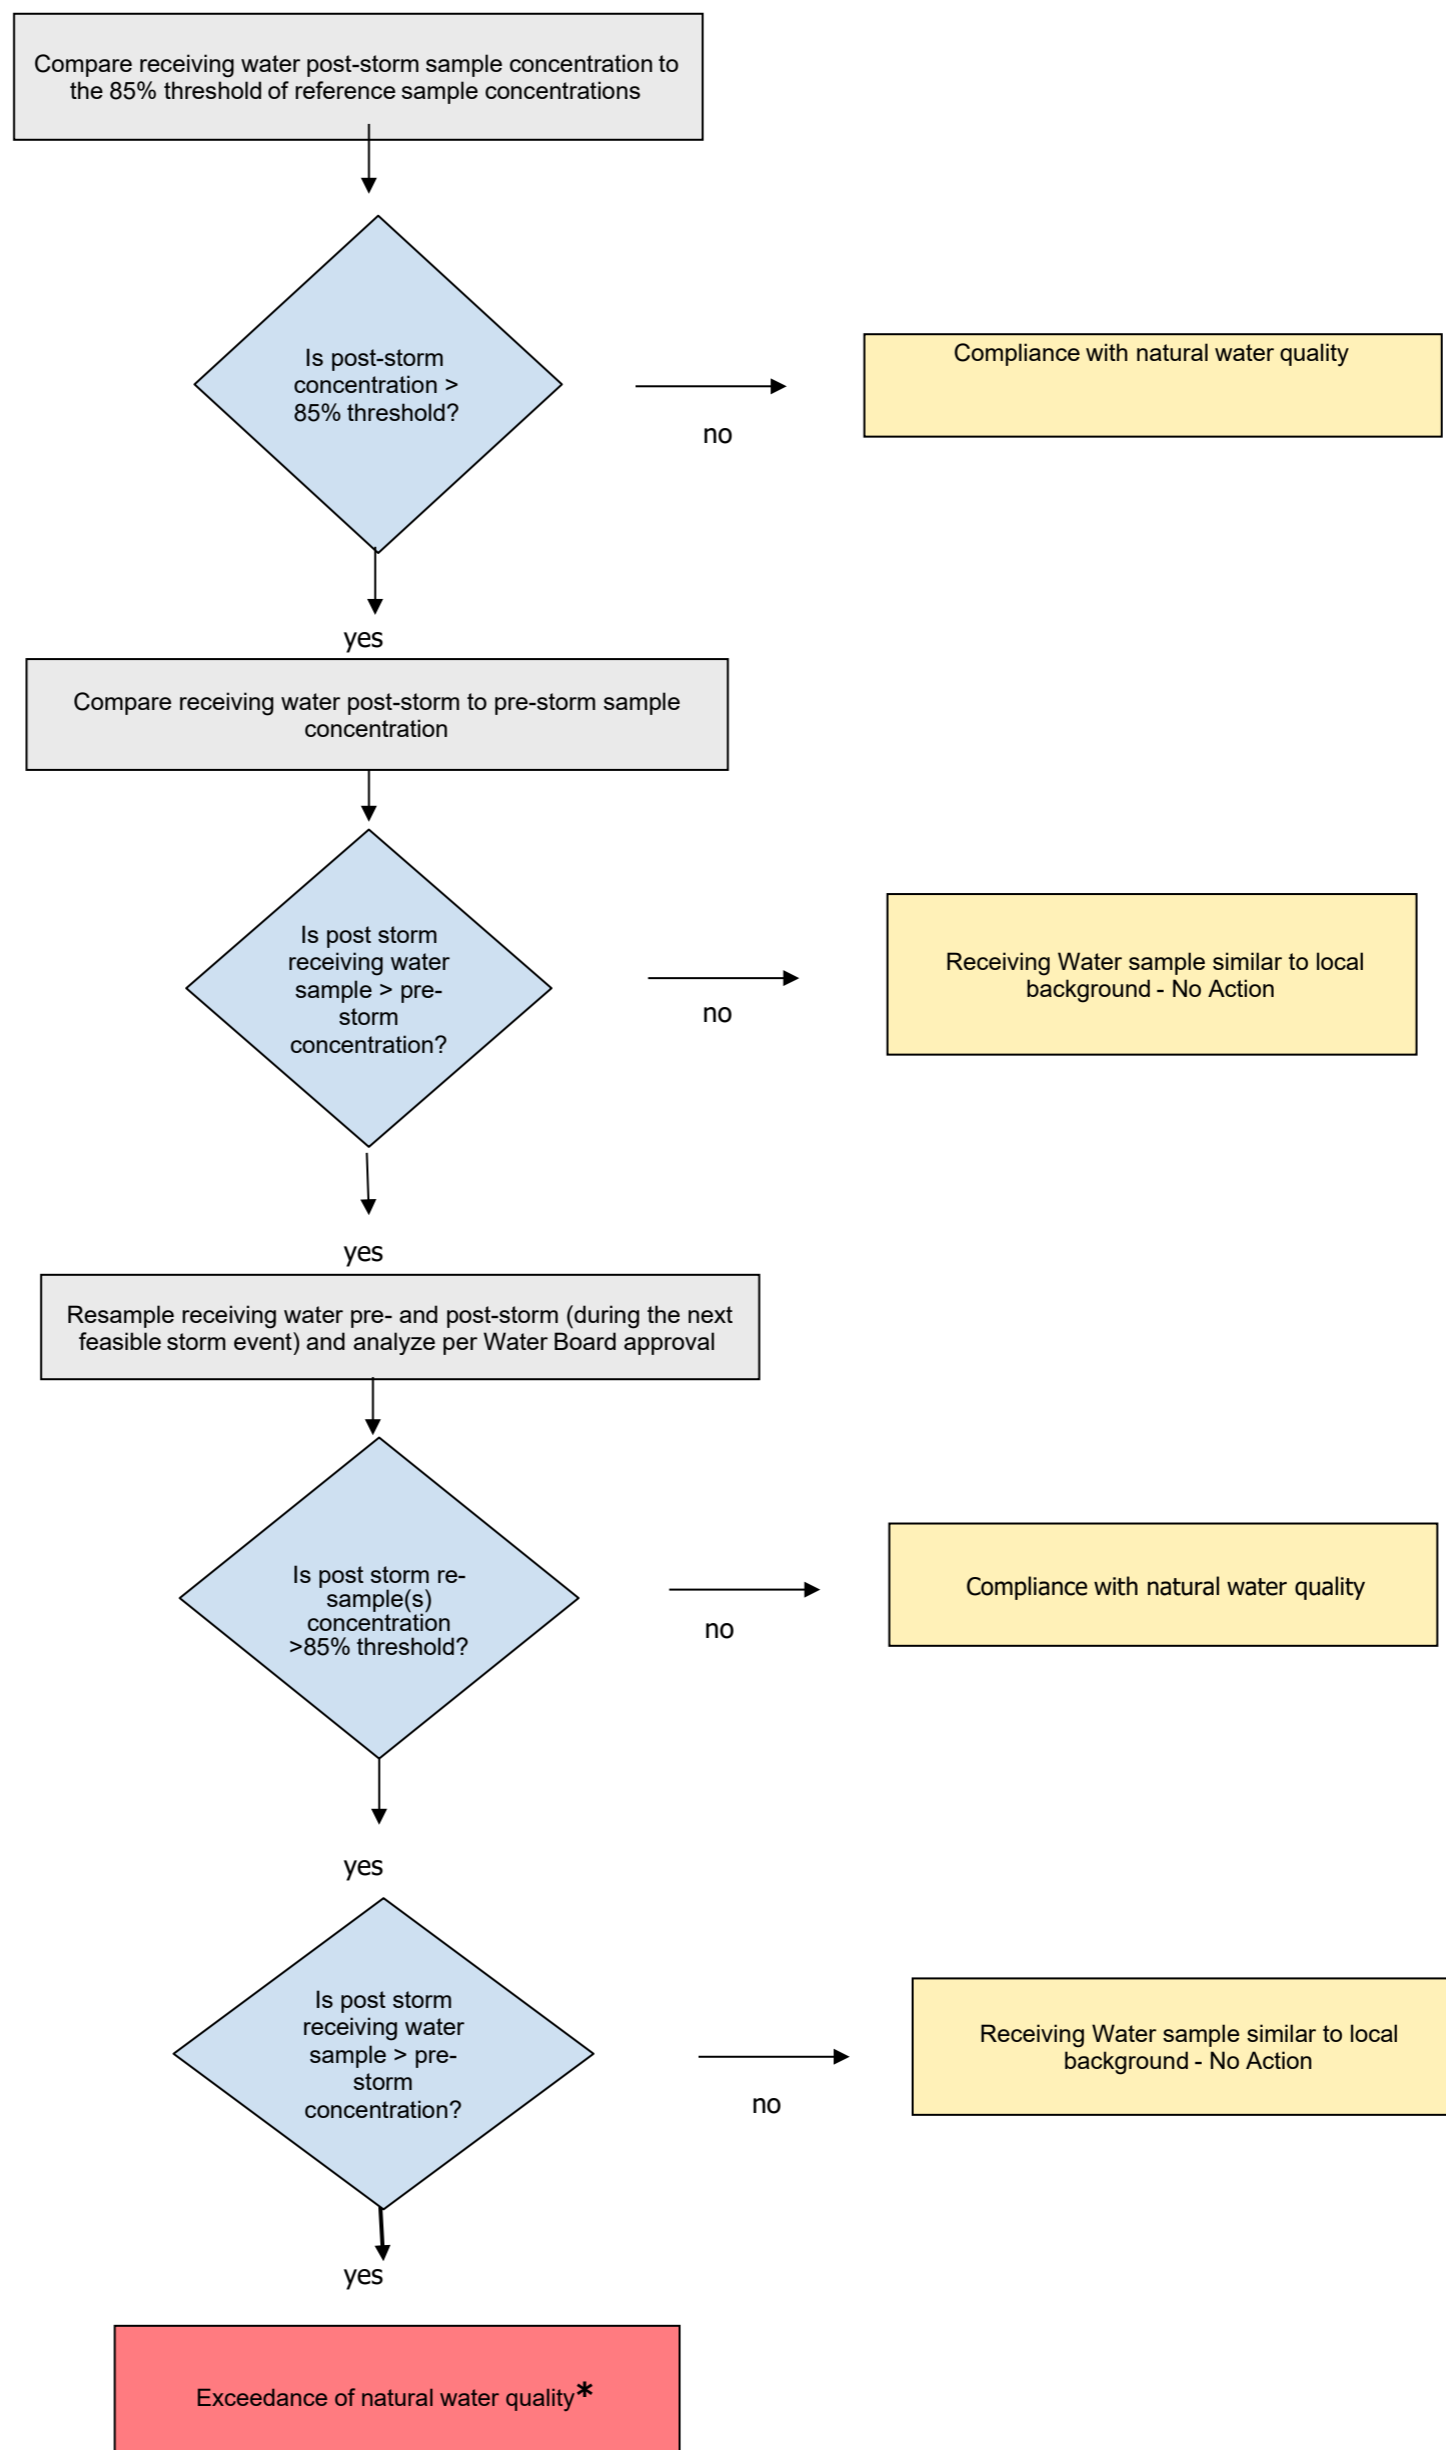 Compare receiving water post-storm sample concentration to
the 85% threshold of reference sample concentrations
Is post-storm
concentration >
85% threshold?
no
Compliance with natural water quality
yes
Compare receiving water post-storm to pre-storm sample
concentration
Is post storm
receiving water
sample > pre-
storm
concentration?
no
Receiving Water sample similar to local
background - No Action
yes
Resample receiving water pre- and post-storm (during the next
feasible storm event) and analyze per Water Board approval
Is post storm re-
sample(s)
concentration
>85% threshold?
no
Compliance with natural water quality
yes
Is post storm
receiving water
sample > pre-
storm
concentration?
no
Receiving Water sample similar to local
background - No Action
yes
Exceedance of natural water quality*